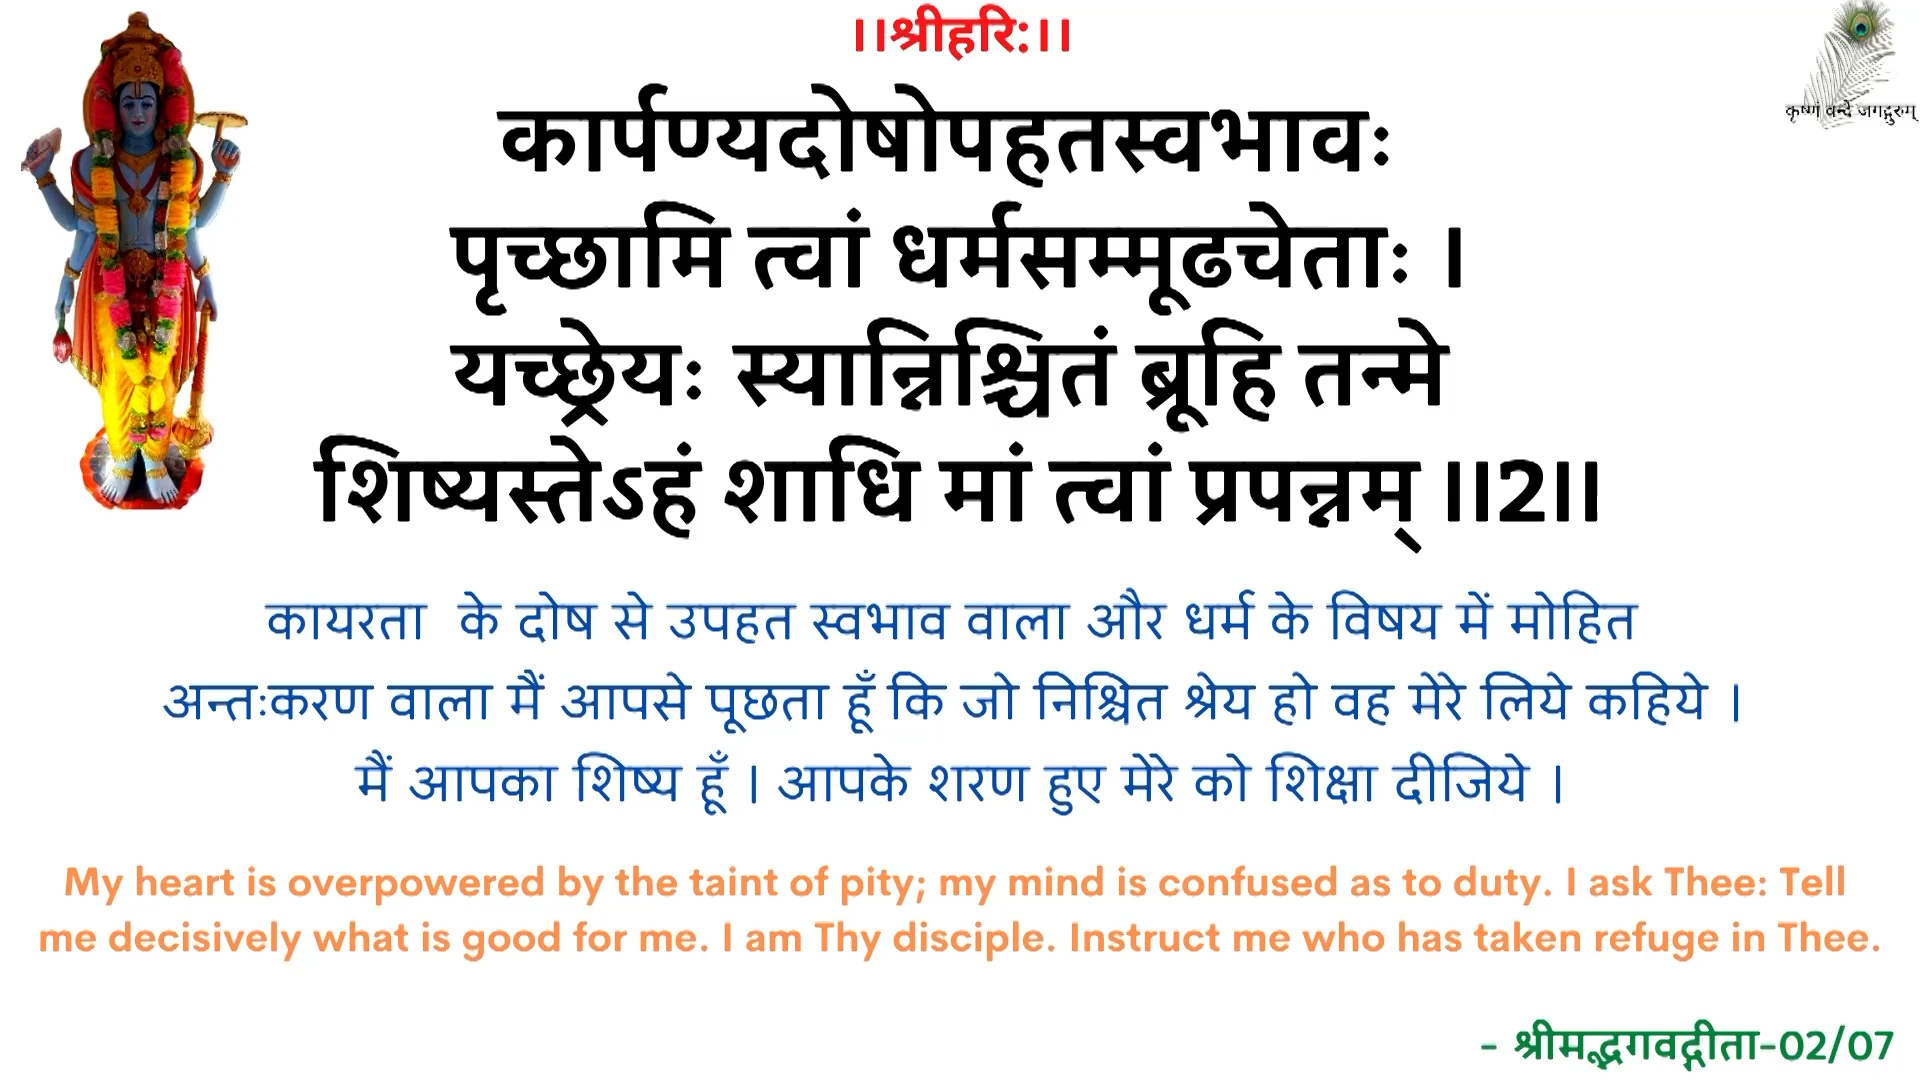 ।।श्रीहरि:।।
कृष्णं वन्दे जगद्गुरुम्
कार्पण्यदोषोपहतस्वभावः
पृच्छामि त्वां धर्मसम्मूढचेताः ।
यच्छ्रेयः स्यान्निश्चितं ब्रूहि तन्मे
शिष्यस्तेऽहं शाधि मां त्वां प्रपन्नम् ।।2।।
कायरता के दोष से उपहत स्वभाव वाला और धर्म के विषय में मोहित
अन्तःकरण वाला मैं आपसे पूछता हूँ कि जो निश्चित श्रेय हो वह मेरे लिये कहिये ।
मैं आपका शिष्य हूँ । आपके शरण हुए मेरे को शिक्षा दीजिये ।
My heart is overpowered by the taint of pity; my mind is confused as to duty. I ask Thee: Tell
me decisively what is good for me. I am Thy disciple. Instruct me who has taken refuge in Thee.
- श्रीमद्भगवद्गीता-02/07